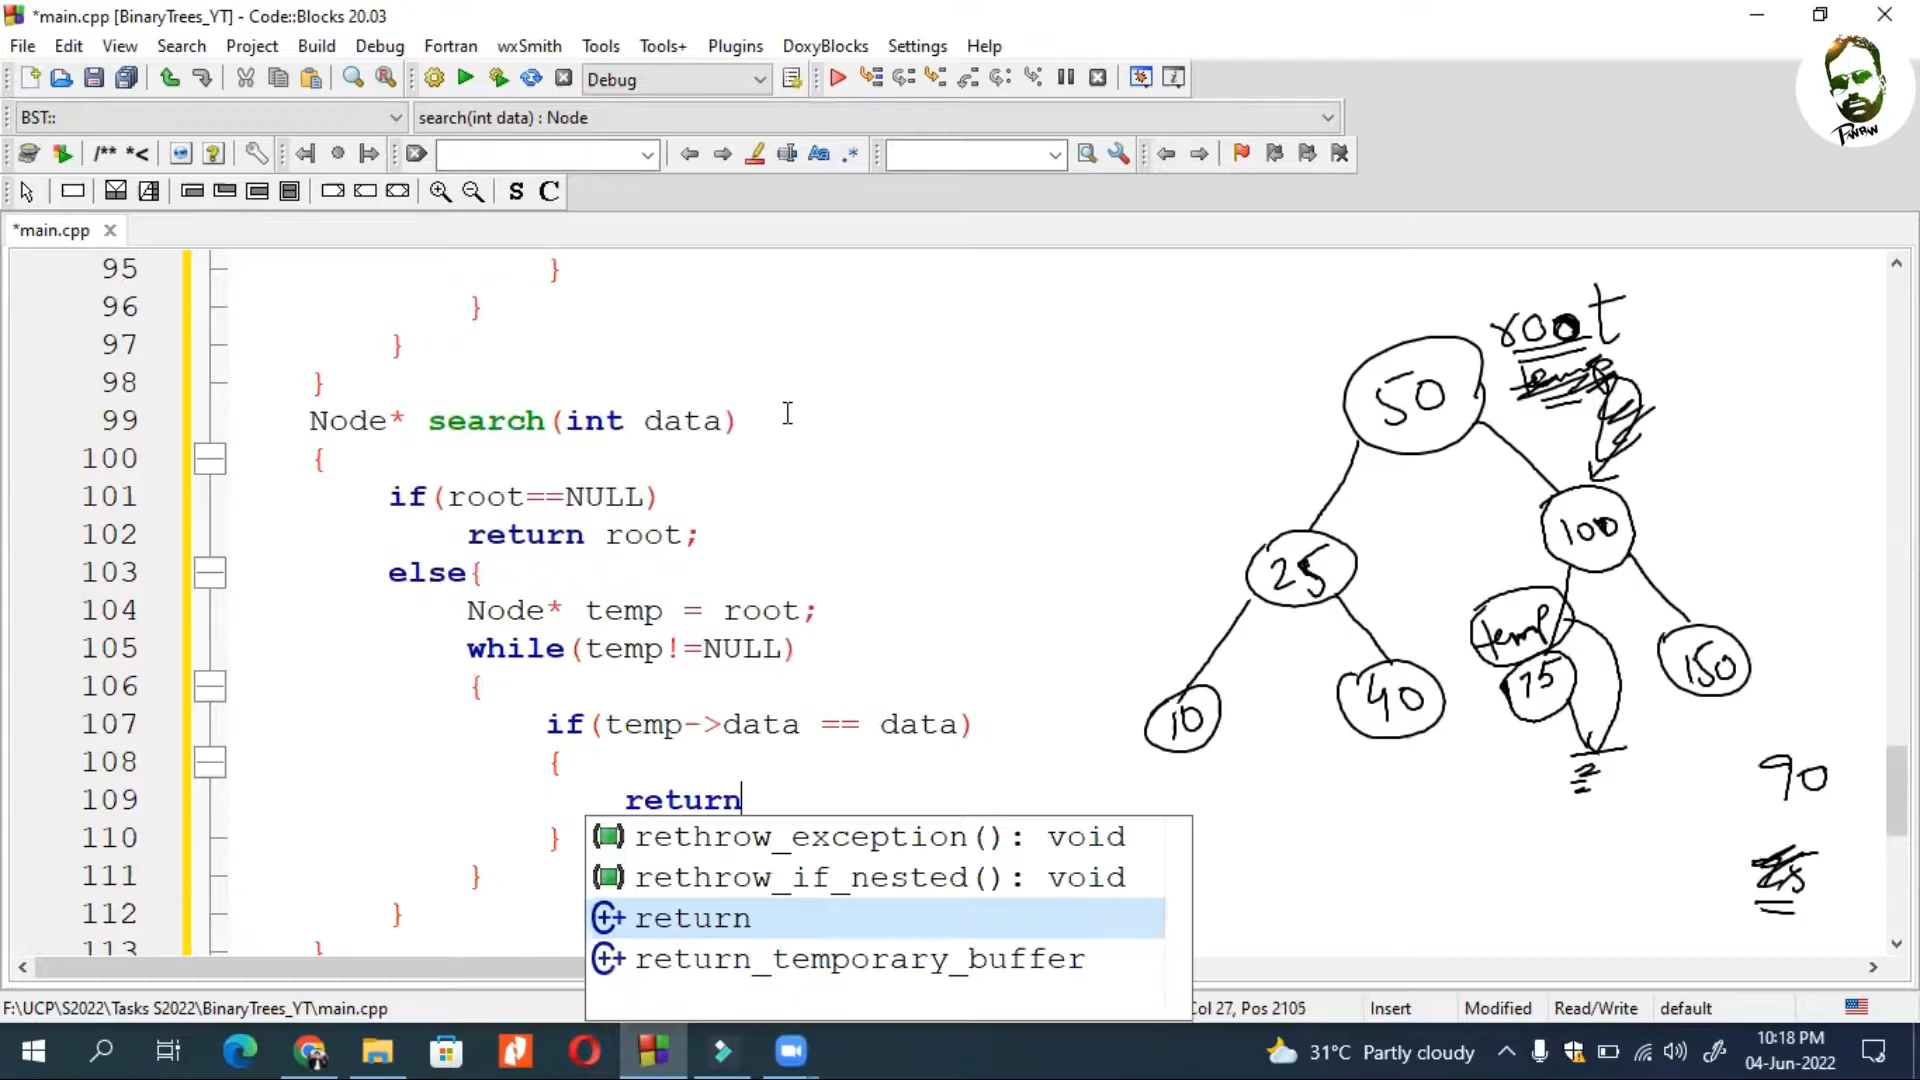 *main.cpp [BinaryTrees_YT] - Code::Blocks 20.03
File Edit View Search Project Build Debug Fortran wxSmith Tools Tools+ Plugins DoxyBlocks Settings Help
Debug
BST::
search(int data) : Node
/** *<
Aa .*
S C
*main.cpp
95 }
96 }
97 }
98 }
99 Node* search(int data)
100 {
101 if(root==NULL)
102 return root;
103 else{
104 Node* temp = root;
105 while(temp!=NULL)
106 {
107 if(temp->data == data)
108 {
109 return
110 }
111 }
112 }
113 }
rethrow_exception(): void
rethrow_if_nested(): void
return
return_temporary_buffer
root
temp
50
100
25
temp
75
150
10
40
90
F:\UCP\S2022\Tasks S2022\BinaryTrees_YT\main.cpp
Col 27, Pos 2105
Insert
Modified
Read/Write
default
31°C Partly cloudy
10:18 PM
04-Jun-2022